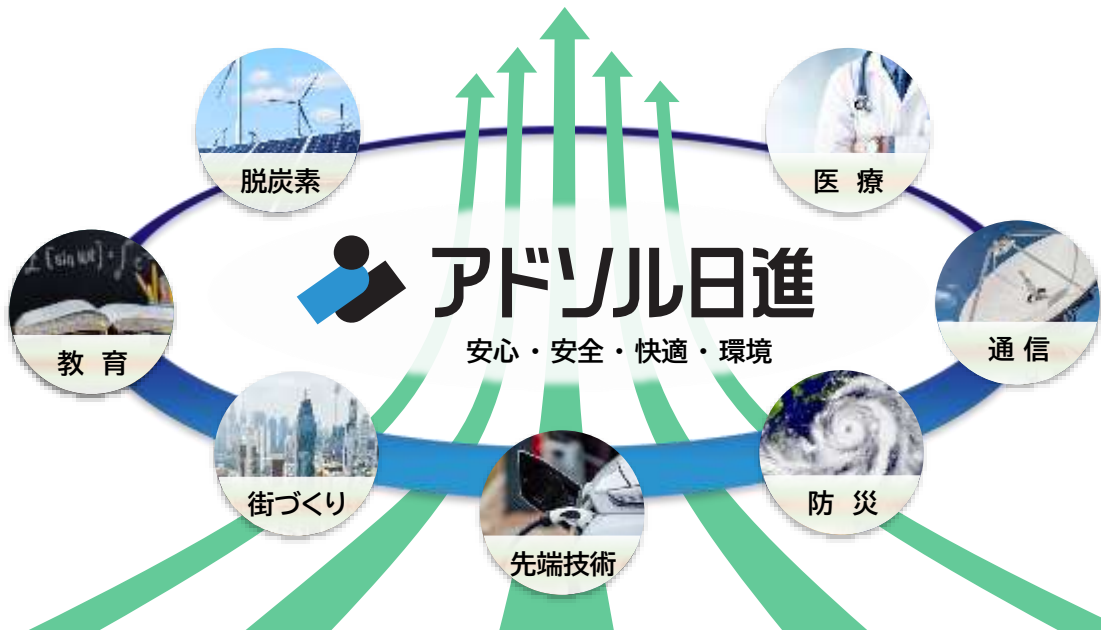 脱炭素
医 療
アドソル日進
安心・安全・快適・環境
教 育
通 信
街づくり
防 災
先端技術